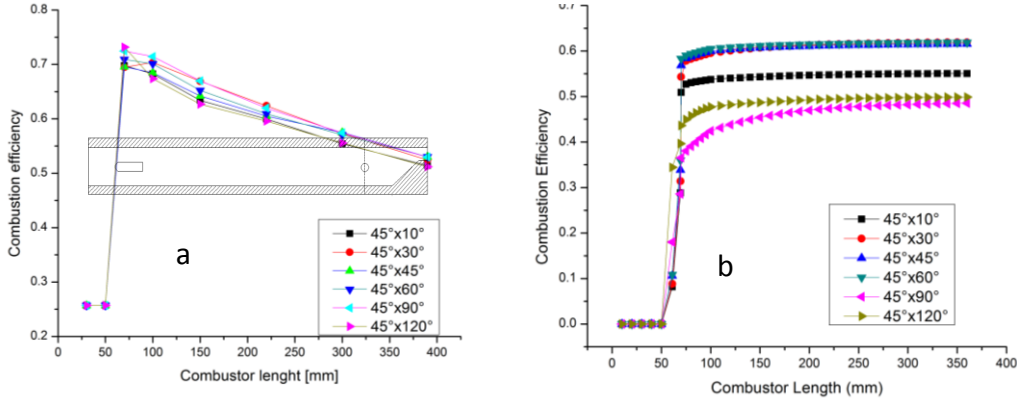 0.8
0.7
0.6
0.5
0.4
0.3
0.2
0
50
100
150
200
250
300
350
400
Combustion efficiency
Combustor lenght [mm]
a
45°x10°
45°x30°
45°x45°
45°x60°
45°x90°
45°x120°
0.6
0.5
0.4
0.3
0.2
0.1
0.0
0
50
100
150
200
250
300
350
400
Combustion Efficiency
Combustor Length (mm)
b
45°x10°
45°x30°
45°x45°
45°x60°
45°x90°
45°x120°